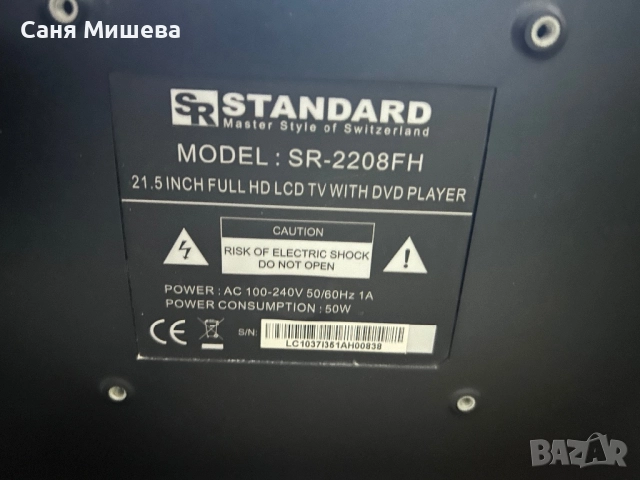 Саня Мишева
SR STANDARD
Master Style of Switzerland
MODEL : SR-2208FH
21.5 INCH FULL HD LCD TV WITH DVD PLAYER
CAUTION
RISK OF ELECTRIC SHOCK
DO NOT OPEN
POWER : AC 100-240V 50/60Hz 1A
POWER CONSUMPTION : 50W
CE S/N:
LC1037I351AH00838
BAZAR